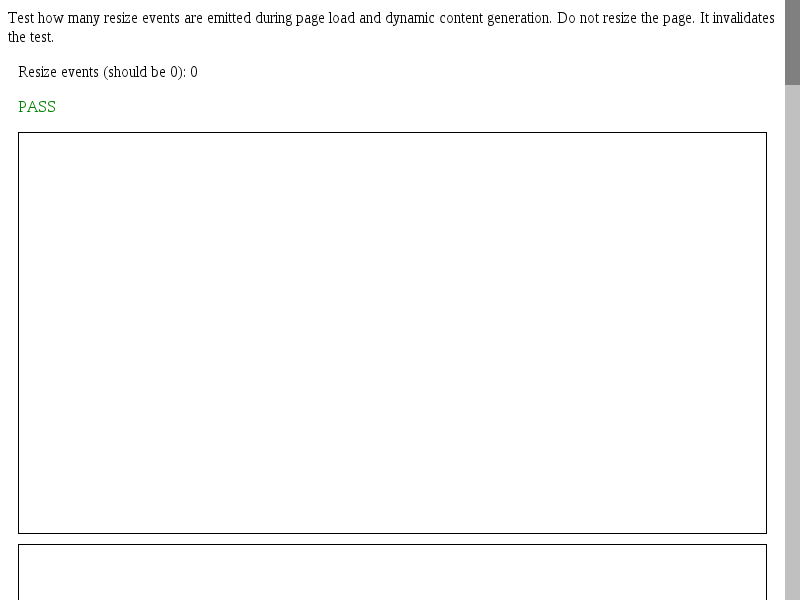 Test how many resize events are emitted during page load and dynamic content generation. Do not resize the page. It invalidates
the test.
Resize events (should be 0): 0
PASS